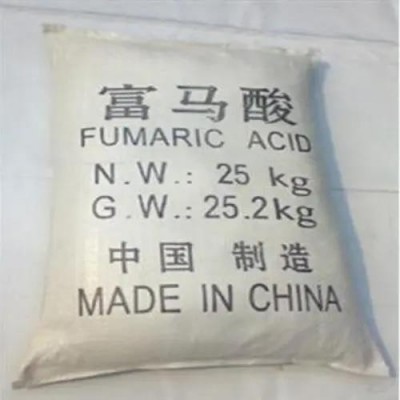 富马酸
FUMARIC ACID
N.W.: 25 kg
G.W.: 25.2kg
中国 制造
MADE IN CHINA